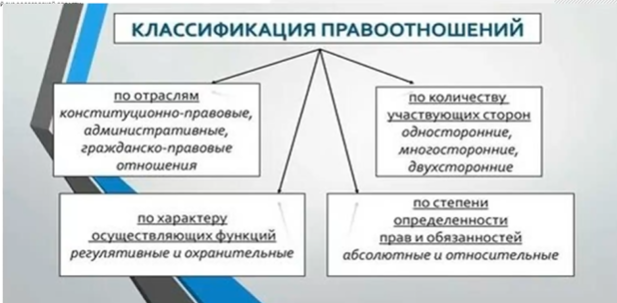 КЛАССИФИКАЦИЯ ПРАВООТНОШЕНИЙ
по отраслям
конституционно-правовые,
административные,
гражданско-правовые
отношения
по количеству
участвующих сторон
односторонние,
многосторонние,
двухсторонние
по характеру
осуществляющих функций
регулятивные и охранительные
по степени
определенности
прав и обязанностей
абсолютные и относительные